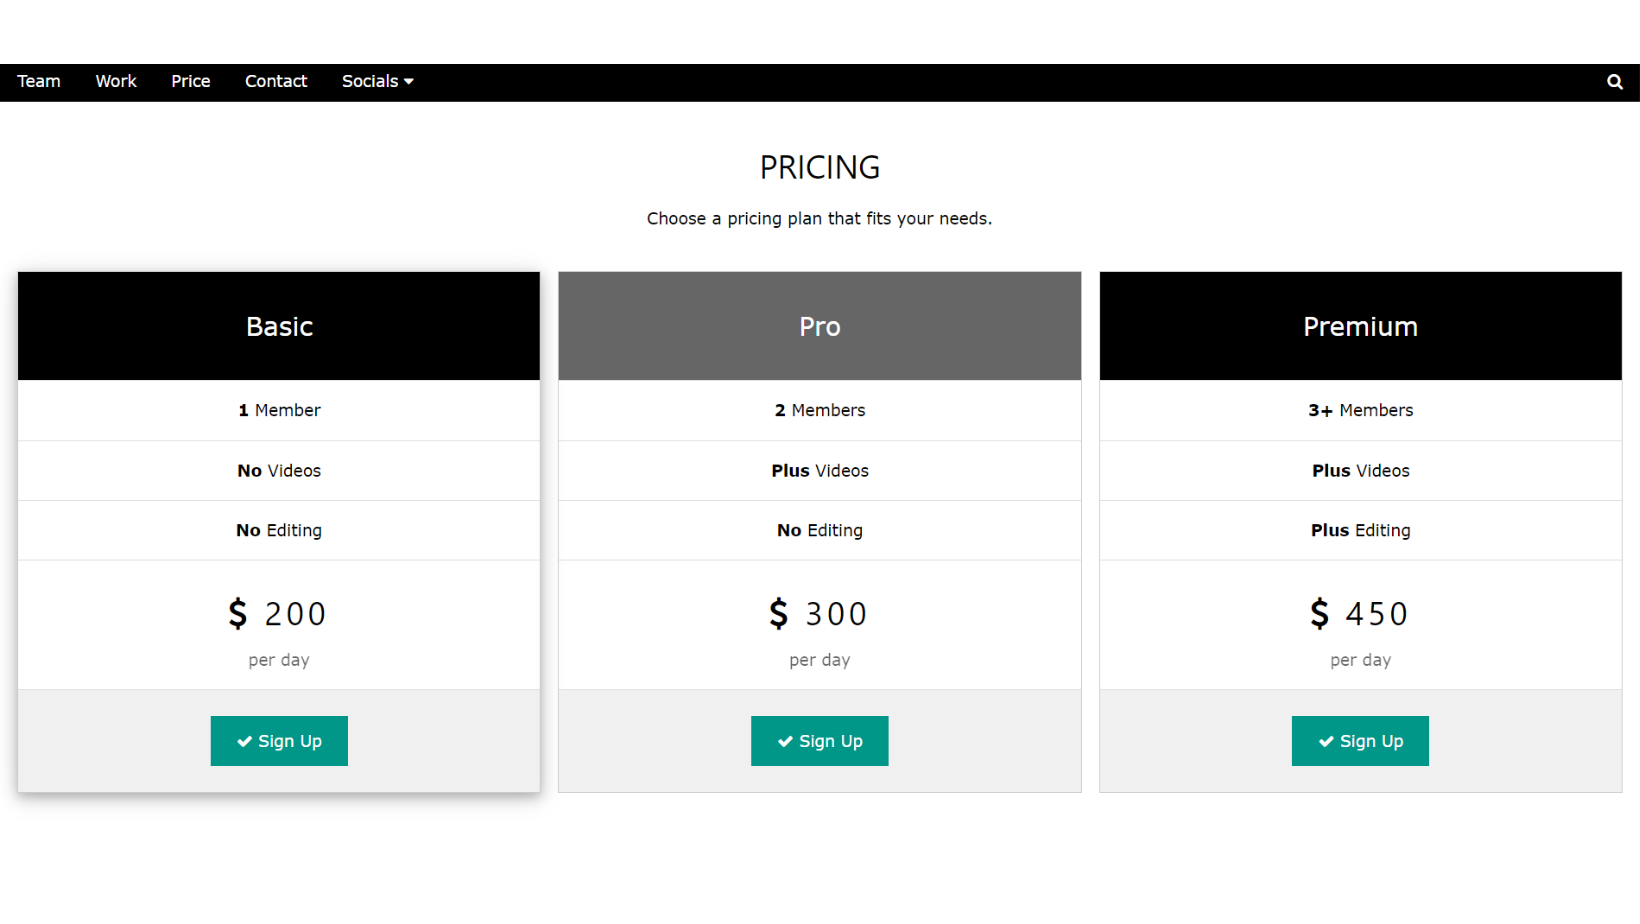 Team Work Price Contact Socials
PRICING
Choose a pricing plan that fits your needs.
Basic
1 Member
No Videos
No Editing
$ 200
per day
Sign Up
Pro
2 Members
Plus Videos
No Editing
$ 300
per day
Sign Up
Premium
3+ Members
Plus Videos
Plus Editing
$ 450
per day
Sign Up